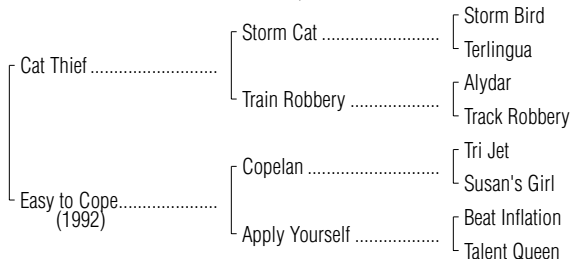 Storm Bird
Storm Cat ........................
Terlingua
Cat Thief ..........................
Alydar
Train Robbery ..................
Track Robbery
Tri Jet
Copelan ...........................
Susan's Girl
Easy to Cope....................
(1992)
Beat Inflation
Apply Yourself .................
Talent Queen